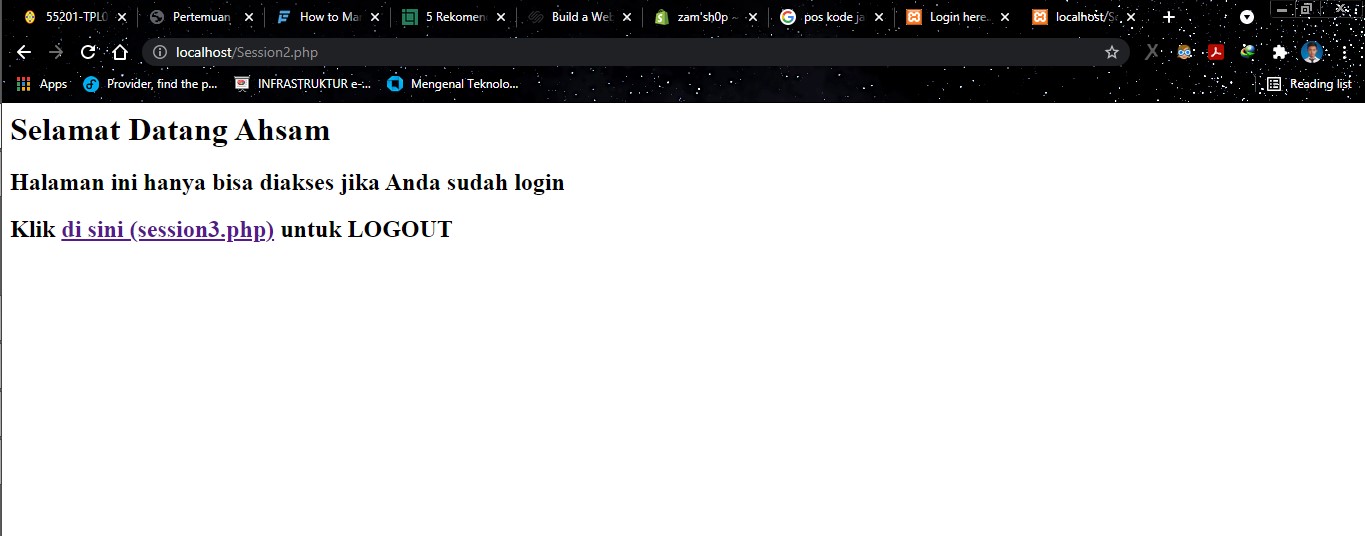 55201-TPL0
Pertemuan
How to Mar
5 Rekomen
Build a Web
zam'sh0p ~
pos kode ja
Login here.
localhost/Se
localhost/Session2.php
Apps
Provider, find the p...
INFRASTRUKTUR e-...
Mengenal Teknolo...
Reading list
Selamat Datang Ahsam
Halaman ini hanya bisa diakses jika Anda sudah login
Klik di sini (session3.php) untuk LOGOUT